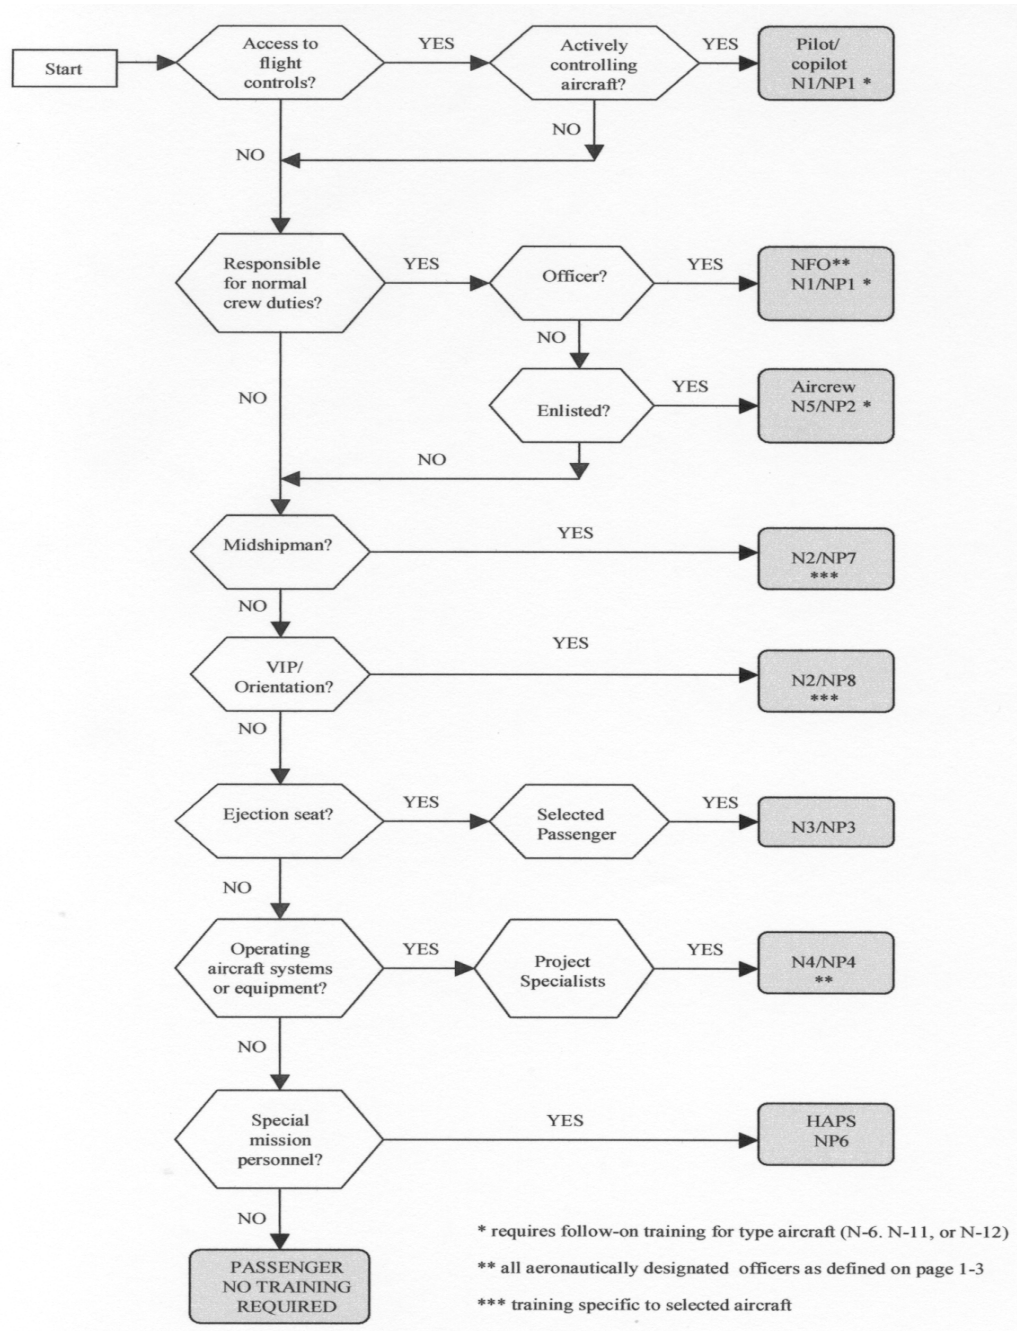 Start
Access to
flight
controls?
YES
Actively
controlling
aircraft?
YES
Pilot/
copilot
N1/NP1 *
NO
NO
Responsible
for normal
crew duties?
YES
Officer?
YES
NFO**
N1/NP1 *
NO
Enlisted?
YES
Aircrew
N5/NP2 *
NO
NO
Midshipman?
YES
N2/NP7
***
NO
VIP/
Orientation?
YES
N2/NP8
***
NO
Ejection seat?
YES
Selected
Passenger
YES
N3/NP3
NO
Operating
aircraft systems
or equipment?
YES
Project
Specialists
YES
N4/NP4
**
NO
Special
mission
personnel?
YES
HAPS
NP6
NO
PASSENGER
NO TRAINING
REQUIRED
* requires follow-on training for type aircraft (N-6. N-11, or N-12)
** all aeronautically designated officers as defined on page 1-3
*** training specific to selected aircraft